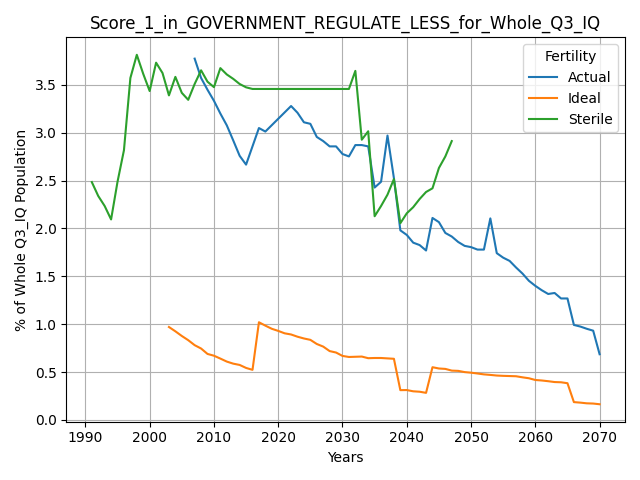 Score_1_in_GOVERNMENT_REGULATE_LESS_for_Whole_Q3_IQ
Fertility
Actual
Ideal
Sterile
% of Whole Q3_IQ Population
3.5
3.0
2.5
2.0
1.5
1.0
0.5
0.0
1990 2000 2010 2020 2030 2040 2050 2060 2070
Years